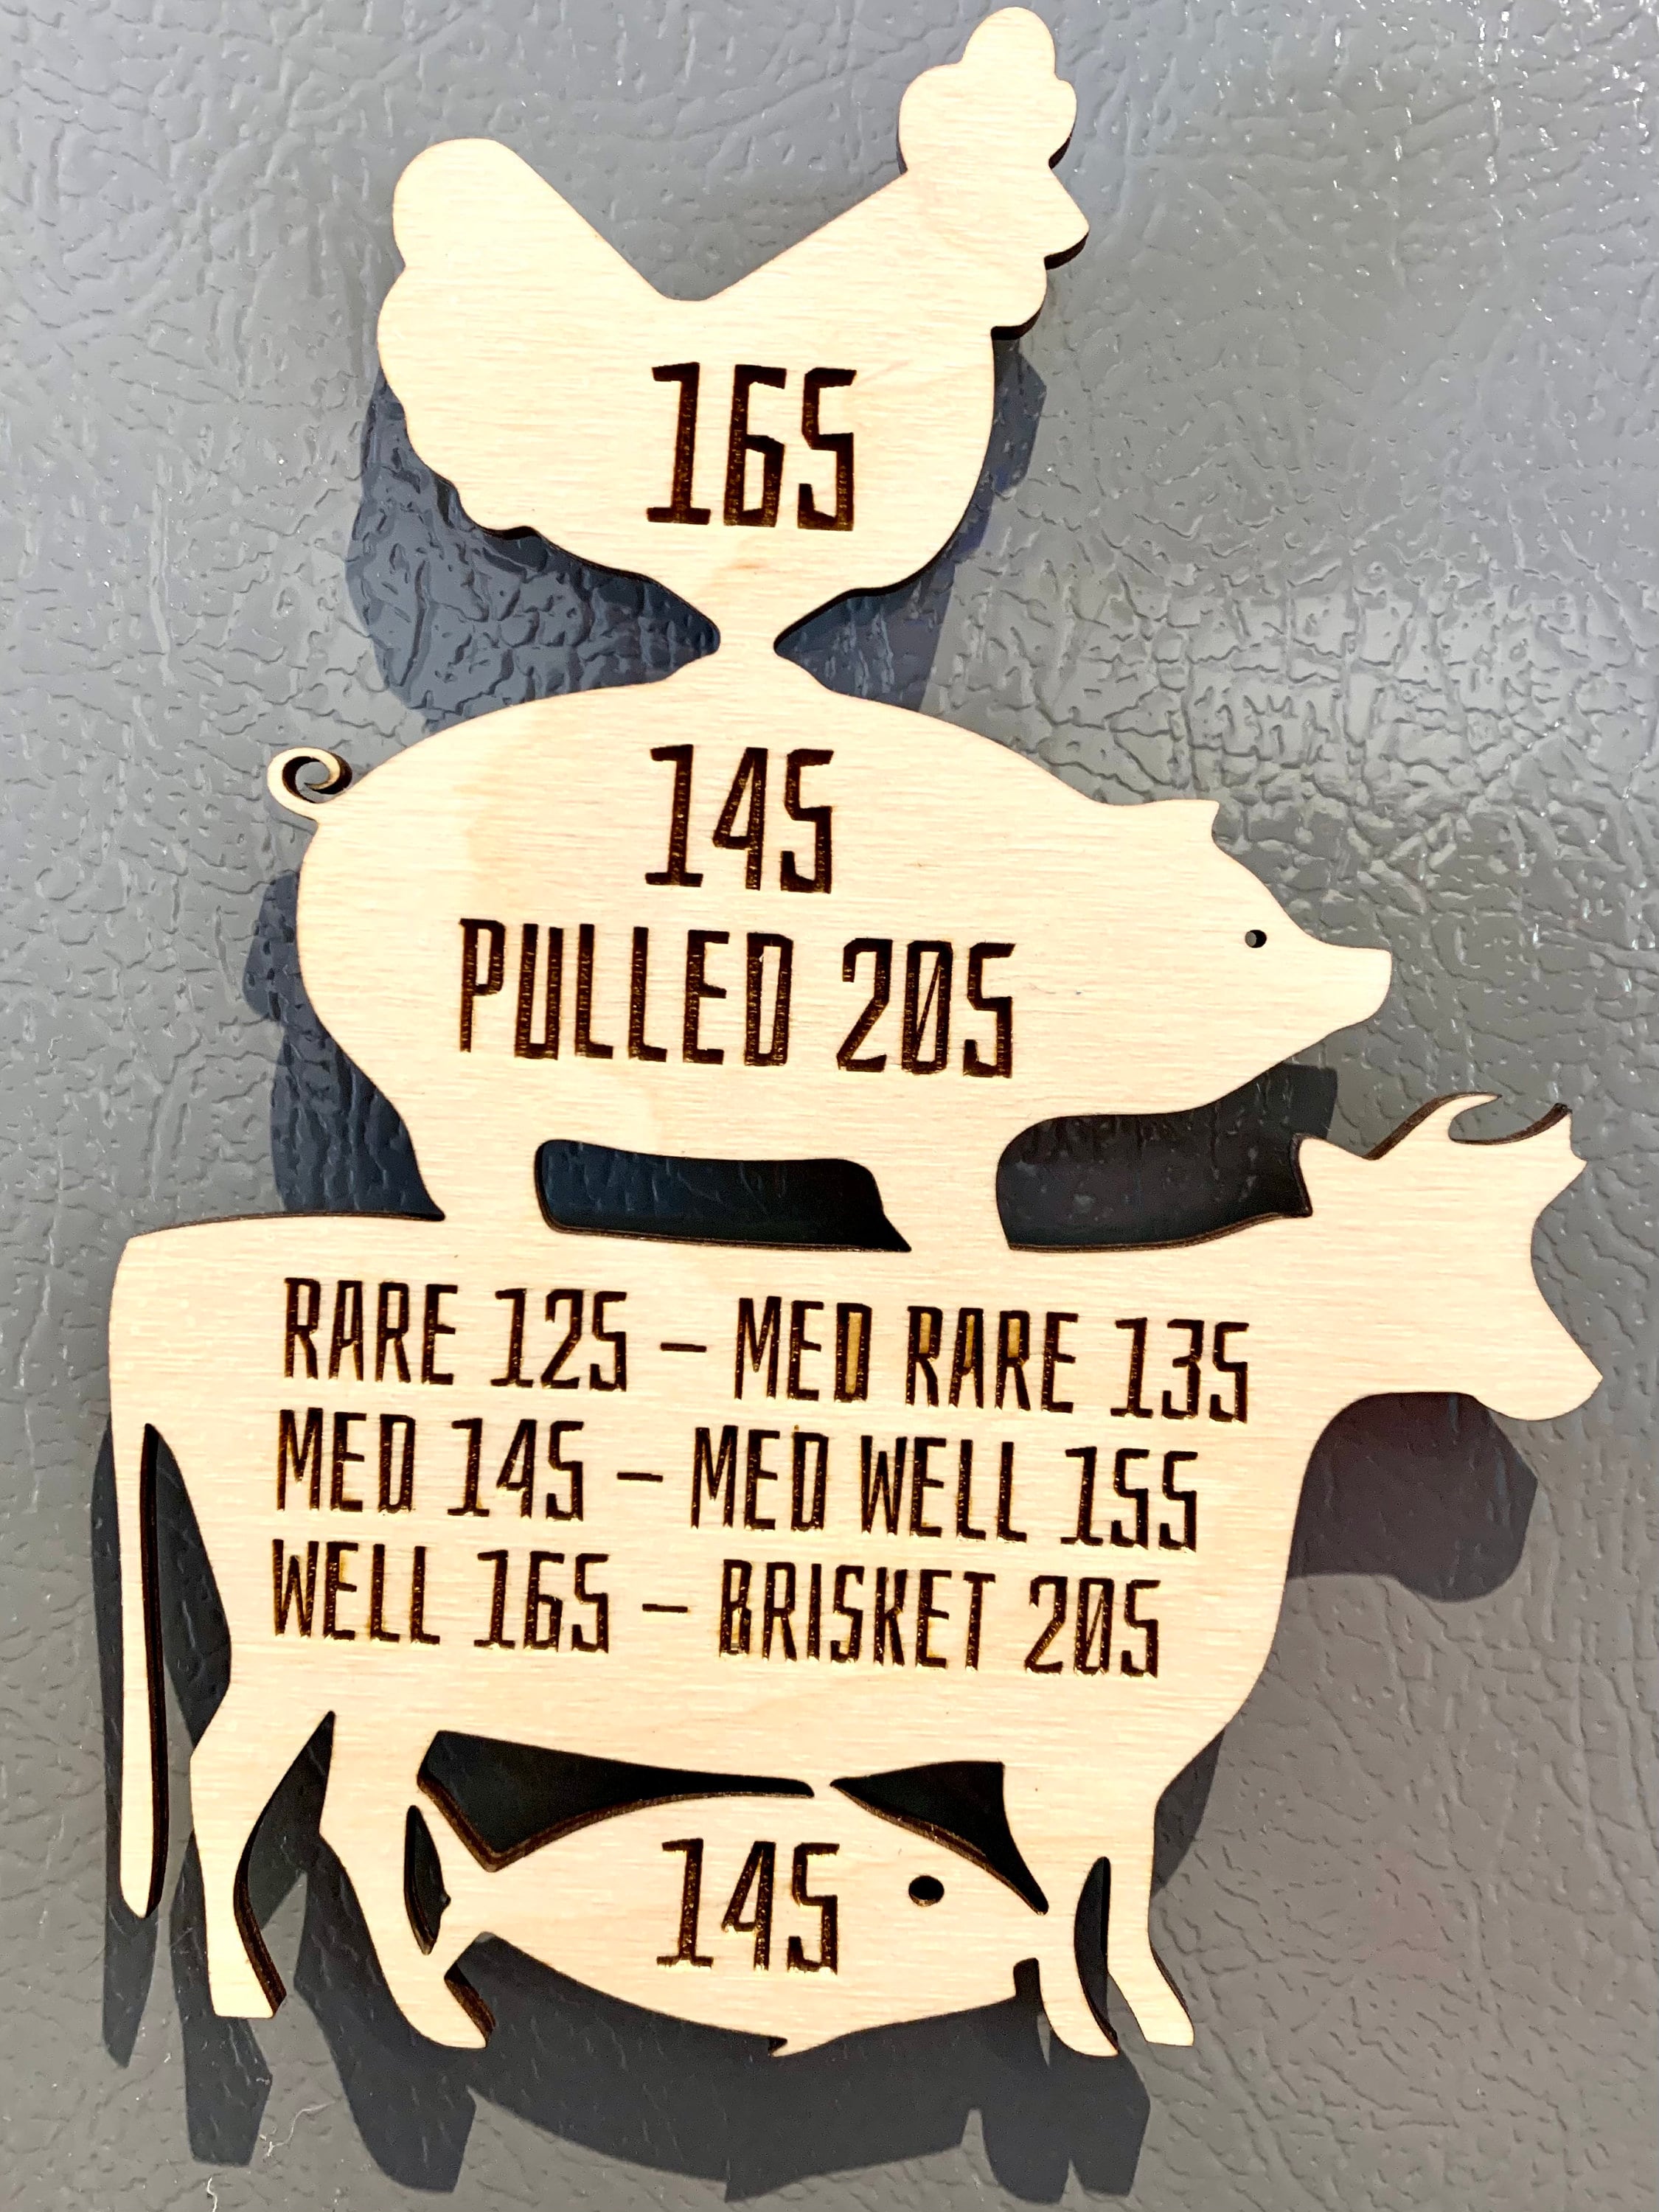 165
145
PULLED 205
RARE 125 – MED RARE 135
MED 145 – MED WELL 155
WELL 165 – BRISKET 205
145